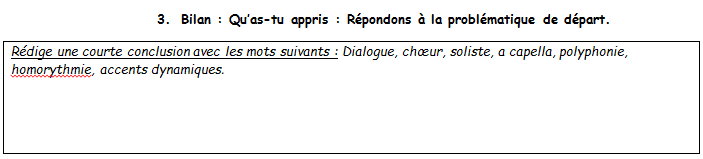 3. Bilan : Qu'as-tu appris : Répondons à la problématique de départ.
Rédige une courte conclusion avec les mots suivants : Dialogue, chœur, soliste, a capella, polyphonie,
homorythmie, accents dynamiques.